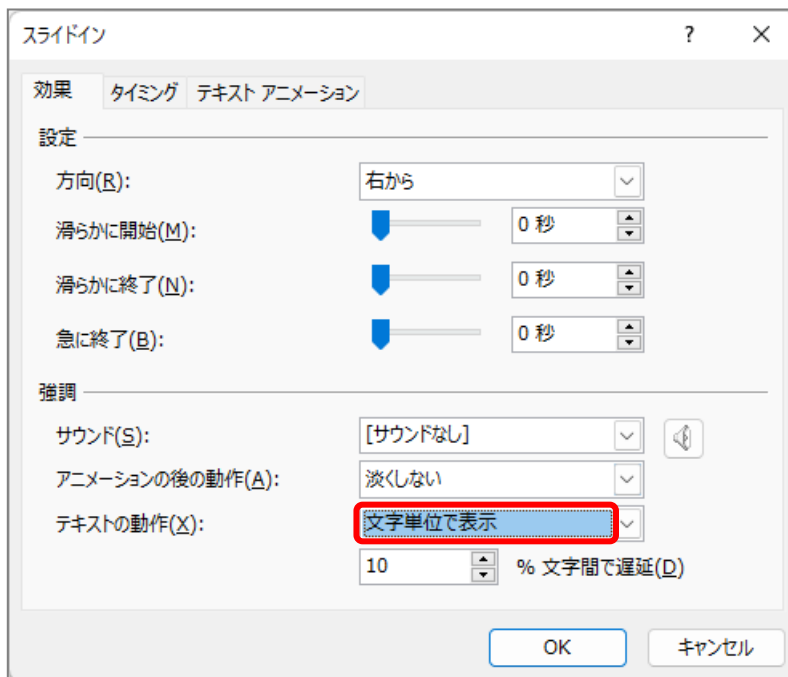 スライドイン ? ×
効果 タイミング テキスト アニメーション
設定
方向(R): 右から
滑らかに開始(M): 0 秒
滑らかに終了(N): 0 秒
急に終了(B): 0 秒
強調
サウンド(S): [サウンドなし]
アニメーションの後の動作(A): 淡くしない
テキストの動作(X): 文字単位で表示
10 % 文字間で遅延(D)
OK キャンセル